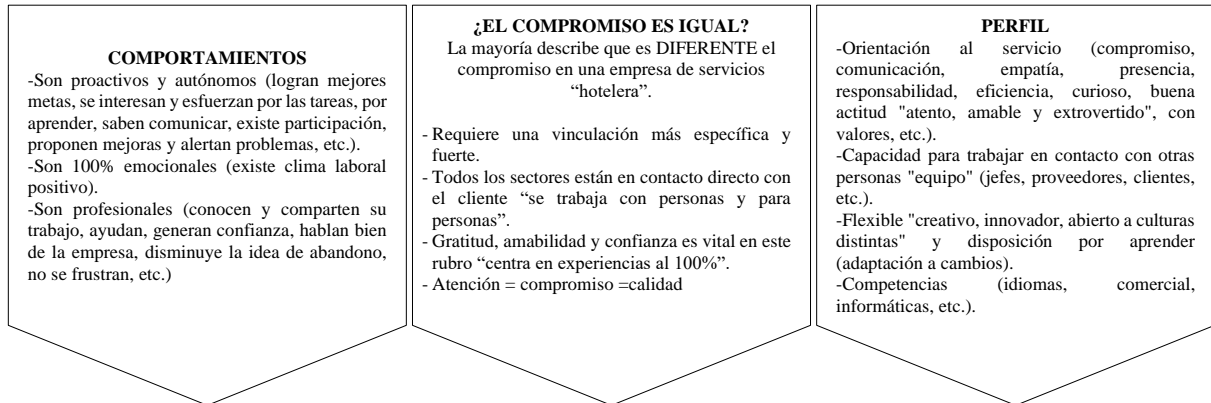 COMPORTAMIENTOS
-Son proactivos y autónomos (logran mejores
metas, se interesan y esfuerzan por las tareas, por
aprender, saben comunicar, existe participación,
proponen mejoras y alertan problemas, etc.).
-Son 100% emocionales (existe clima laboral
positivo).
-Son profesionales (conocen y comparten su
trabajo, ayudan, generan confianza, hablan bien
de la empresa, disminuye la idea de abandono,
no se frustran, etc.)
¿EL COMPROMISO ES IGUAL?
La mayoría describe que es DIFERENTE el
compromiso en una empresa de servicios
“hotelera”.
- Requiere una vinculación más específica y
fuerte.
- Todos los sectores están en contacto directo con
el cliente “se trabaja con personas y para
personas”.
- Gratitud, amabilidad y confianza es vital en este
rubro “centra en experiencias al 100%”.
- Atención = compromiso =calidad
PERFIL
-Orientación al servicio (compromiso,
comunicación, empatía, presencia,
responsabilidad, eficiencia, curioso, buena
actitud "atento, amable y extrovertido", con
valores, etc.).
-Capacidad para trabajar en contacto con otras
personas "equipo" (jefes, proveedores, clientes,
etc.).
-Flexible "creativo, innovador, abierto a culturas
distintas" y disposición por aprender
(adaptación a cambios).
-Competencias (idiomas, comercial,
informáticas, etc.).